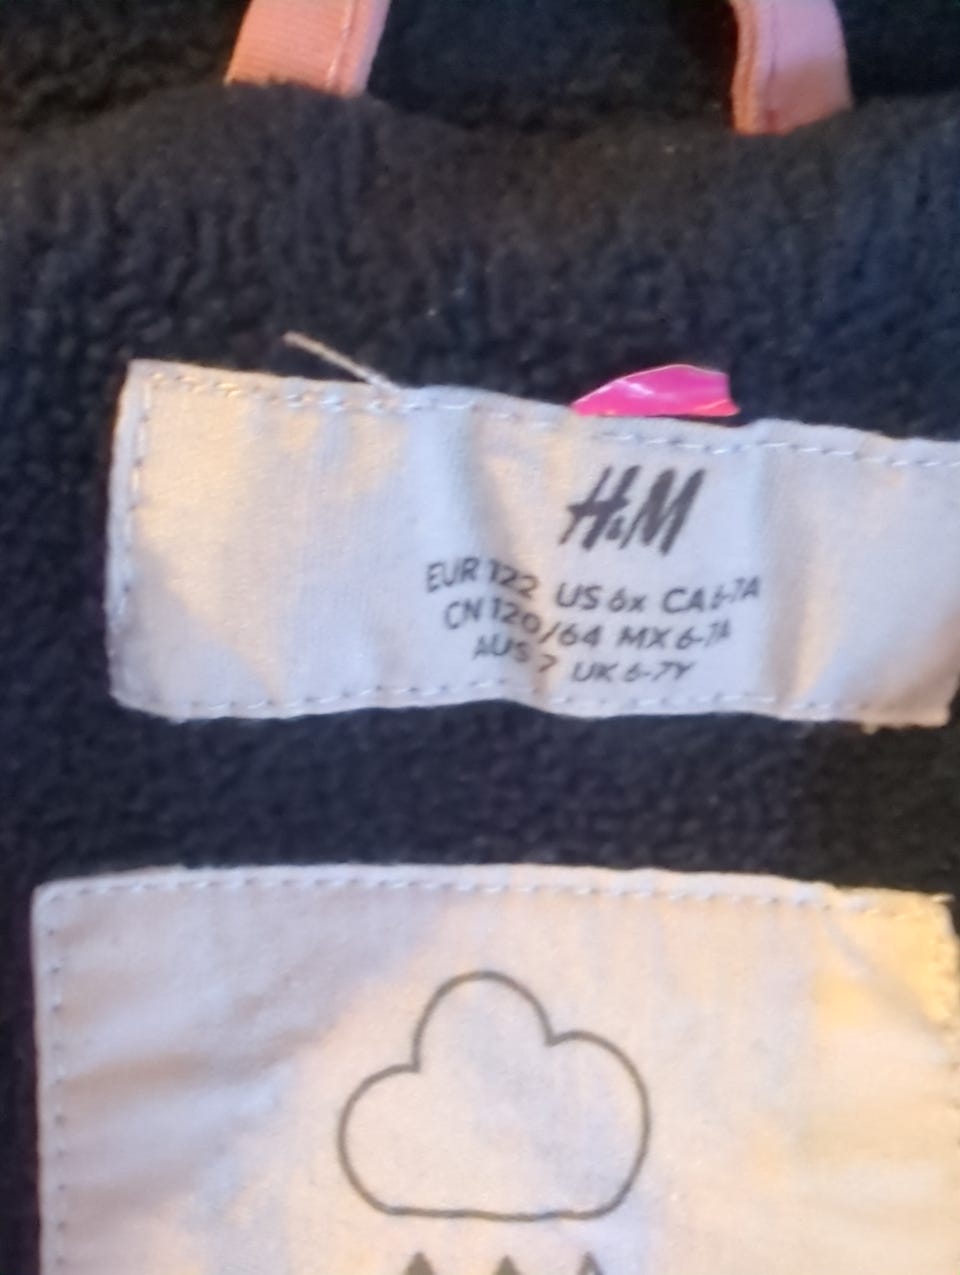 H&M
EUR 122 US 6x CA 6-7A
CN 120/64 MX 6-7A
AUS 7 UK 6-7Y